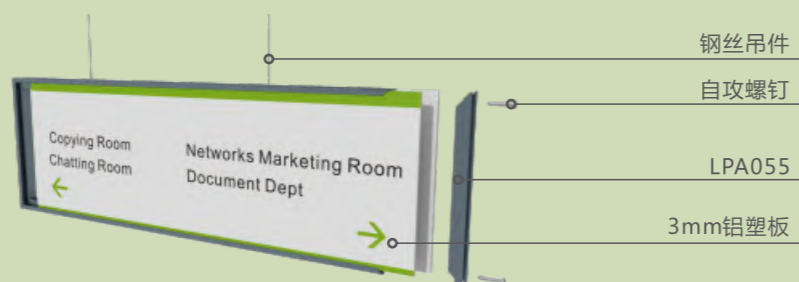 钢丝吊件
自攻螺钉
LPA055
3mm铝塑板
Copying Room
Chatting Room
Networks Marketing Room
Document Dept